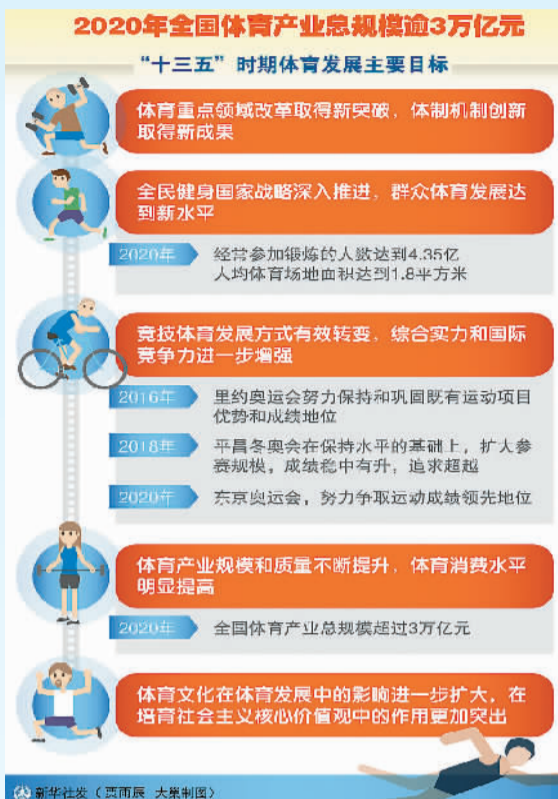 2020年全国体育产业总规模逾3万亿元
“十三五”时期体育发展主要目标
体育重点领域改革取得新突破，体制机制创新
取得新成果
全民健身国家战略深入推进，群众体育发展达
到新水平
2020年
经常参加锻炼的人数达到4.35亿
人均体育场地面积达到1.8平方米
竞技体育发展方式有效转变，综合实力和国际
竞争力进一步增强
2016年
里约奥运会努力保持和巩固既有运动项目
优势和成绩地位
2018年
平昌冬奥会在保持水平的基础上，扩大参
赛规模，成绩稳中有升，追求超越
2020年
东京奥运会，努力争取运动成绩领先地位
体育产业规模和质量不断提升，体育消费水平
明显提高
2020年
全国体育产业总规模超过3万亿元
体育文化在体育发展中的影响进一步扩大，在
培育社会主义核心价值观中的作用更加突出
新华社发（贾雨辰 大巢制图）